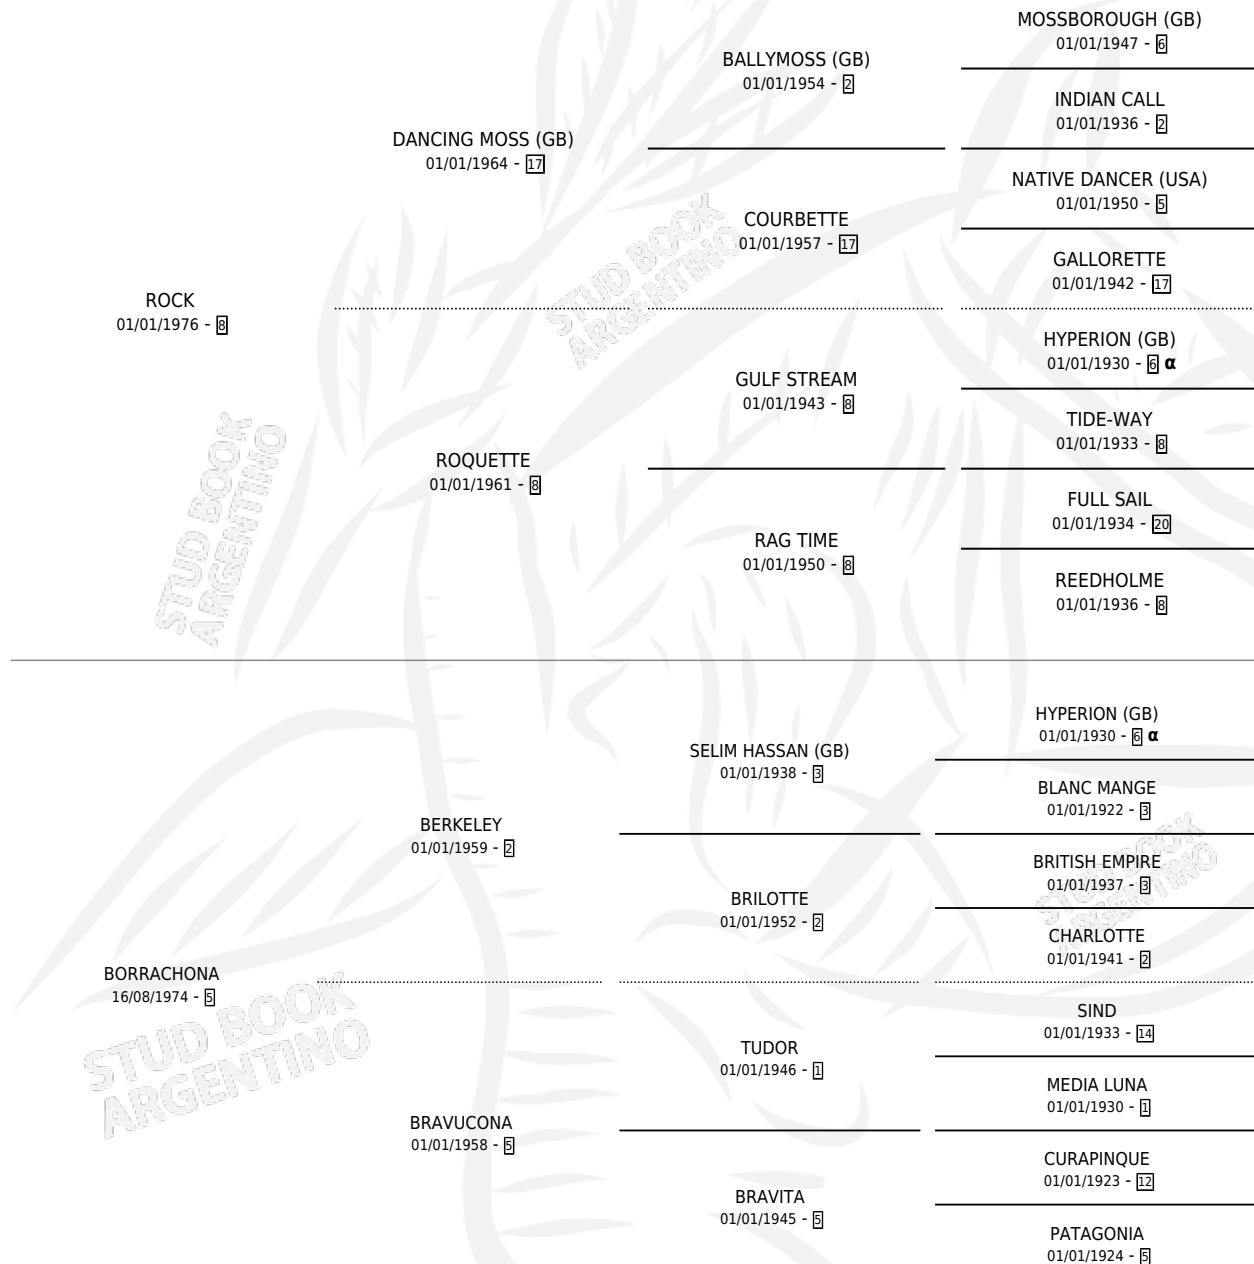 MOSSBOROUGH (GB)
01/01/1947 - 6
BALLYMOSS (GB)
01/01/1954 - 2
INDIAN CALL
01/01/1936 - 2
DANCING MOSS (GB)
01/01/1964 - 17
NATIVE DANCER (USA)
01/01/1950 - 5
COURBETTE
01/01/1957 - 17
GALLORETTE
01/01/1942 - 17
ROCK
01/01/1976 - 8
HYPERION (GB)
01/01/1930 - 6 α
GULF STREAM
01/01/1943 - 8
TIDE-WAY
01/01/1933 - 8
ROQUETTE
01/01/1961 - 8
FULL SAIL
01/01/1934 - 20
RAG TIME
01/01/1950 - 8
REEDHOLME
01/01/1936 - 8
HYPERION (GB)
01/01/1930 - 6 α
SELIM HASSAN (GB)
01/01/1938 - 3
BLANC MANGE
01/01/1922 - 3
BERKELEY
01/01/1959 - 2
BRITISH EMPIRE
01/01/1937 - 3
BRILOTTE
01/01/1952 - 2
CHARLOTTE
01/01/1941 - 2
BORRACHONA
16/08/1974 - 5
SIND
01/01/1933 - 14
TUDOR
01/01/1946 - 1
MEDIA LUNA
01/01/1930 - 1
BRAVUCONA
01/01/1958 - 5
CURAPINQUE
01/01/1923 - 12
BRAVITA
01/01/1945 - 5
PATAGONIA
01/01/1924 - 5
STUD BOOK
ARGENTINO
STUD BOOK
ARGENTINO
STUD BOOK
ARGENTINO
STUD BOOK
ARGENTINO